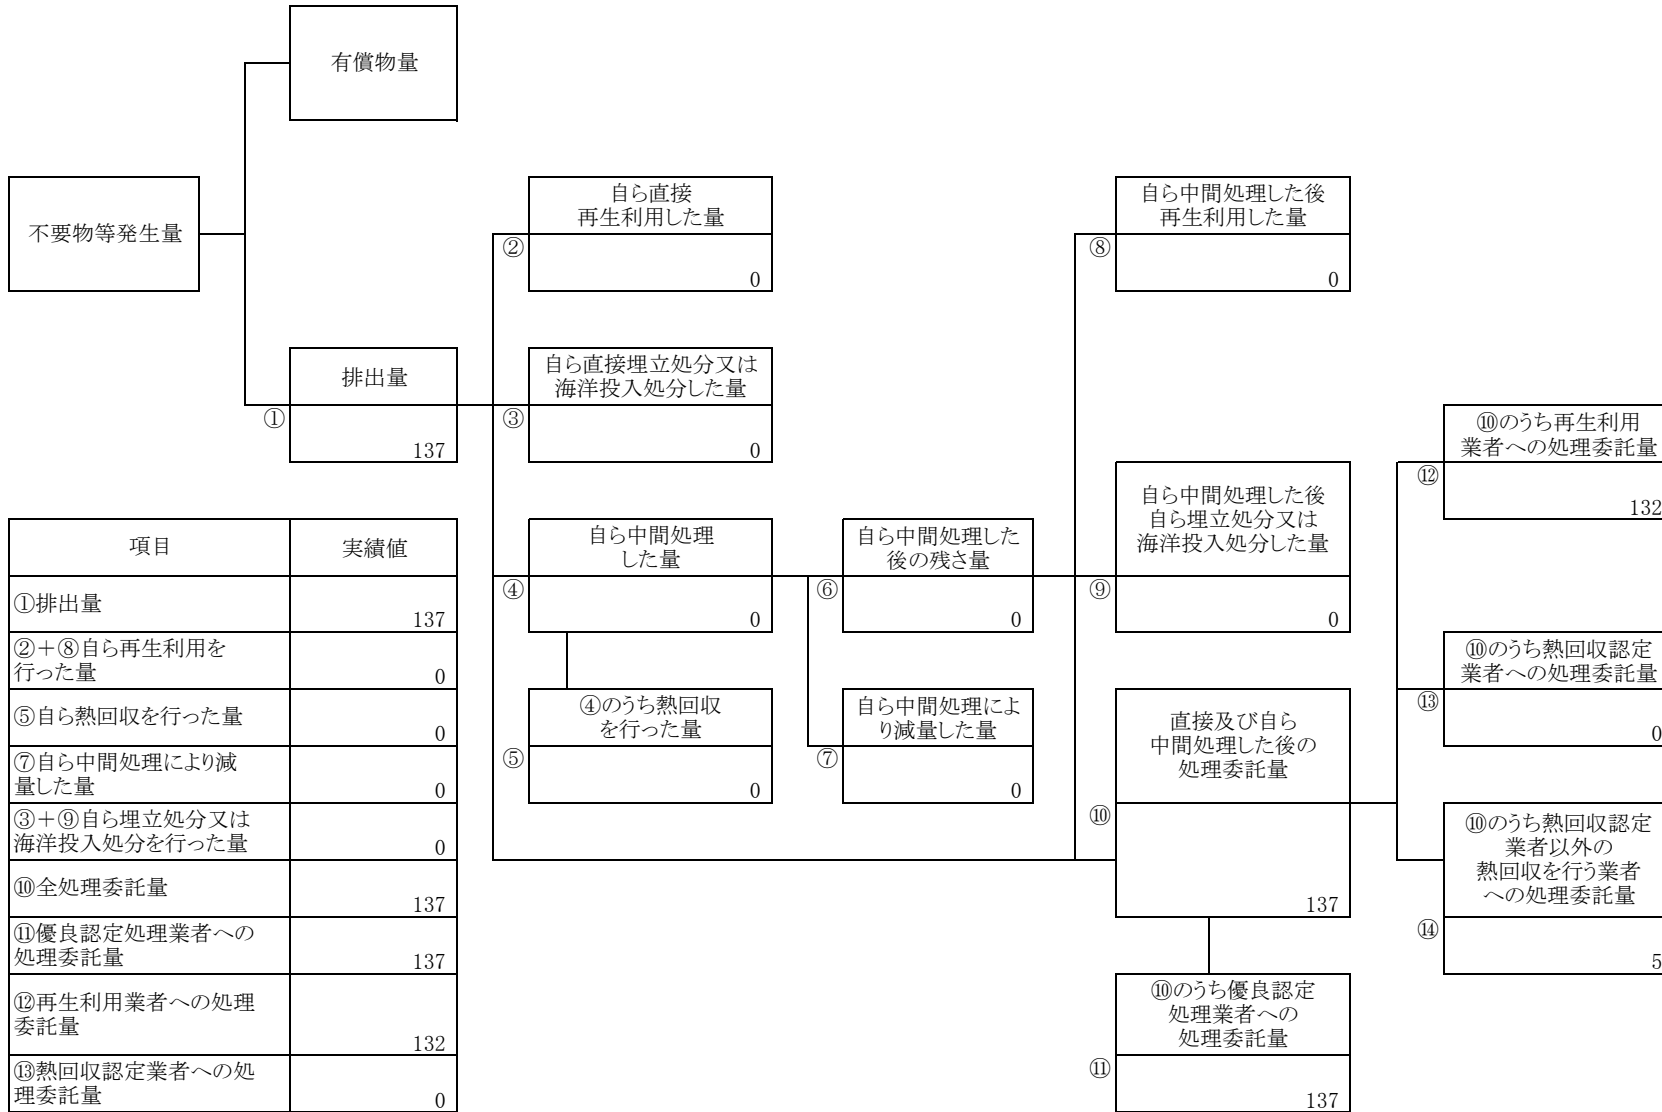 有償物量
不要物等発生量
自ら直接
再生利用した量
②
0
自ら中間処理した後
再生利用した量
⑧
0
排出量
①
137
自ら直接埋立処分又は
海洋投入処分した量
③
0
⑩のうち再生利用
業者への処理委託量
⑫
132
自ら中間処理
した量
④
0
自ら中間処理した
後の残さ量
⑥
0
自ら中間処理した後
自ら埋立処分又は
海洋投入処分した量
⑨
0
⑩のうち熱回収認定
業者への処理委託量
⑬
0
④のうち熱回収
を行った量
⑤
0
自ら中間処理によ
り減量した量
⑦
0
直接及び自ら
中間処理した後の
処理委託量
⑩
137
⑩のうち熱回収認定
業者以外の
熱回収を行う業者
への処理委託量
⑭
5
⑩のうち優良認定
処理業者への
処理委託量
⑪
137
項目 実績値
①排出量 137
②+⑧自ら再生利用を
行った量 0
⑤自ら熱回収を行った量 0
⑦自ら中間処理により減
量した量 0
③+⑨自ら埋立処分又は
海洋投入処分を行った量 0
⑩全処理委託量 137
⑪優良認定処理業者への
処理委託量 137
⑫再生利用業者への処理
委託量 132
⑬熱回収認定業者への処
理委託量 0